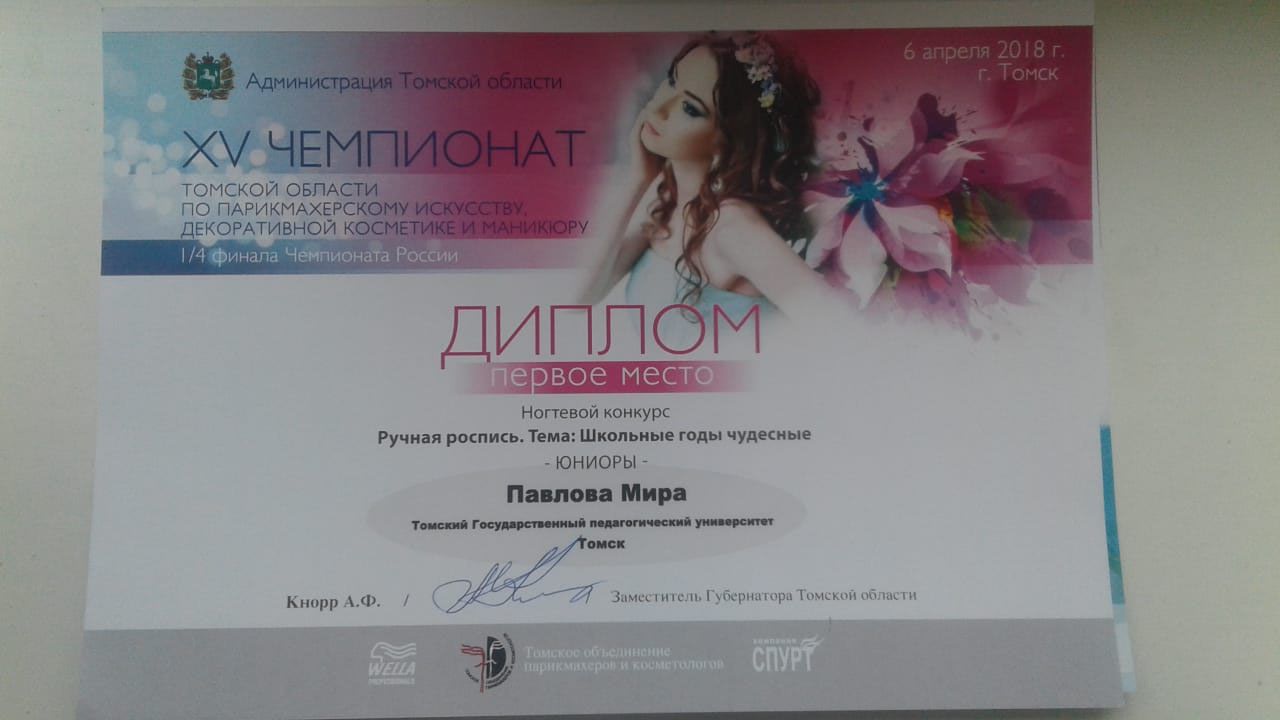 6 апреля 2018 г.
г. Томск
Администрация Томской области
XV ЧЕМПИОНАТ
ТОМСКОЙ ОБЛАСТИ
ПО ПАРИКМАХЕРСКОМУ ИСКУССТВУ,
ДЕКОРАТИВНОЙ КОСМЕТИКЕ И МАНИКЮРУ
1/4 финала Чемпионата России
ДИПЛОМ
первое место
Ногтевой конкурс
Ручная роспись. Тема: Школьные годы чудесные
- ЮНИОРЫ -
Павлова Мира
Томский Государственный педагогический университет
Томск
Кнорр А.Ф. / Заместитель Губернатора Томской области
WELLA
PROFESSIONALS
Томское объединение
парикмахеров и косметологов
компания
СПУРТ